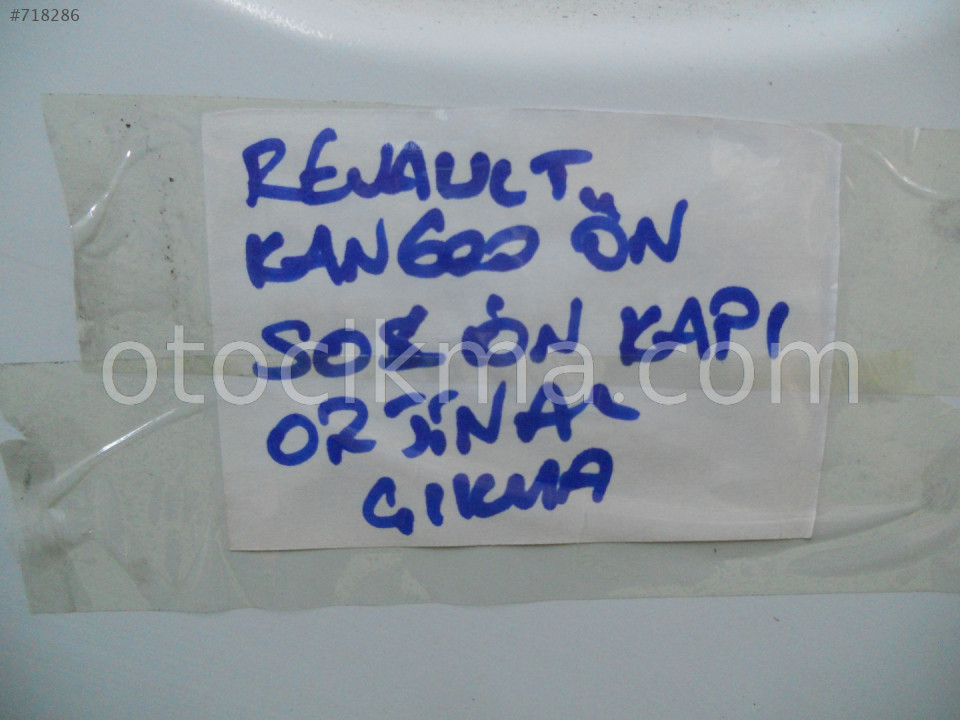 #718286
RENAULT
KANGOO ÖN
SOL ÖN KAPI
ORJİNAL
ÇIKMA
otocikma.com